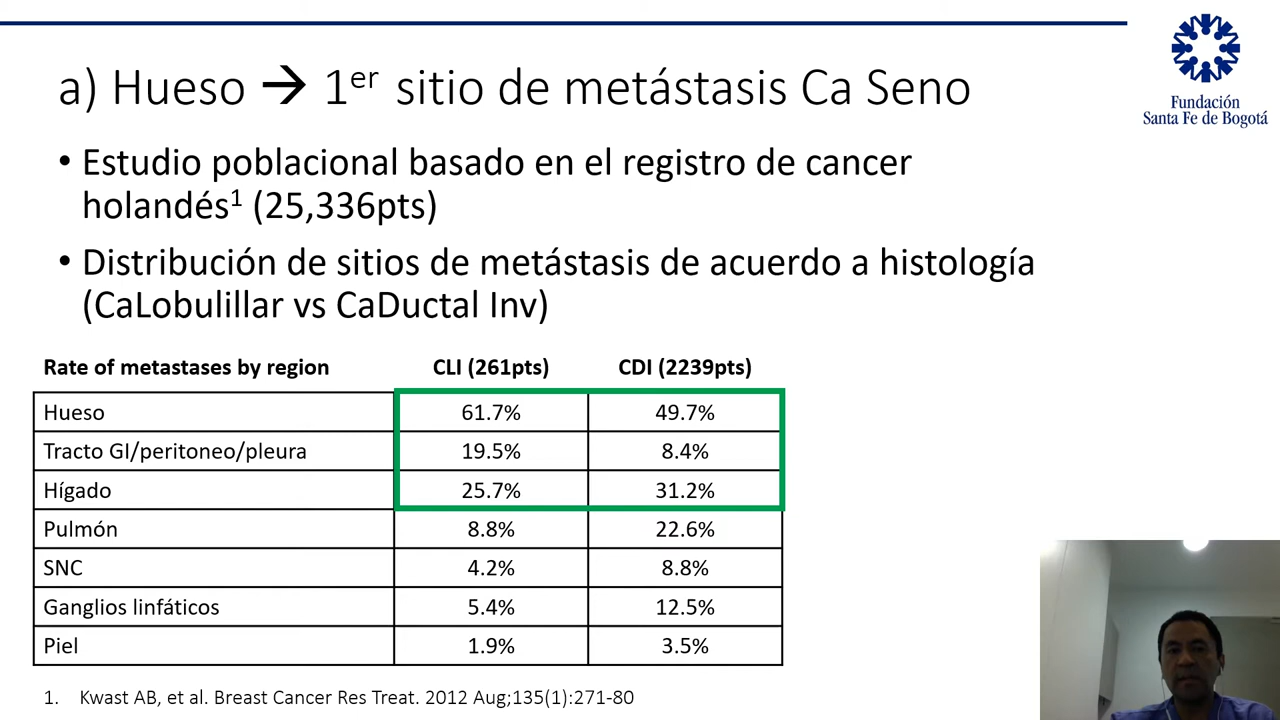 a) Hueso → 1er sitio de metástasis Ca Seno
Fundación
Santa Fe de Bogotá
• Estudio poblacional basado en el registro de cancer
holandés1 (25,336pts)
• Distribución de sitios de metástasis de acuerdo a histología
(CaLobulillar vs CaDuctal Inv)
Rate of metastases by region CLI (261pts) CDI (2239pts)
Hueso 61.7% 49.7%
Tracto GI/peritoneo/pleura 19.5% 8.4%
Hígado 25.7% 31.2%
Pulmón 8.8% 22.6%
SNC 4.2% 8.8%
Ganglios linfáticos 5.4% 12.5%
Piel 1.9% 3.5%
1. Kwast AB, et al. Breast Cancer Res Treat. 2012 Aug;135(1):271-80